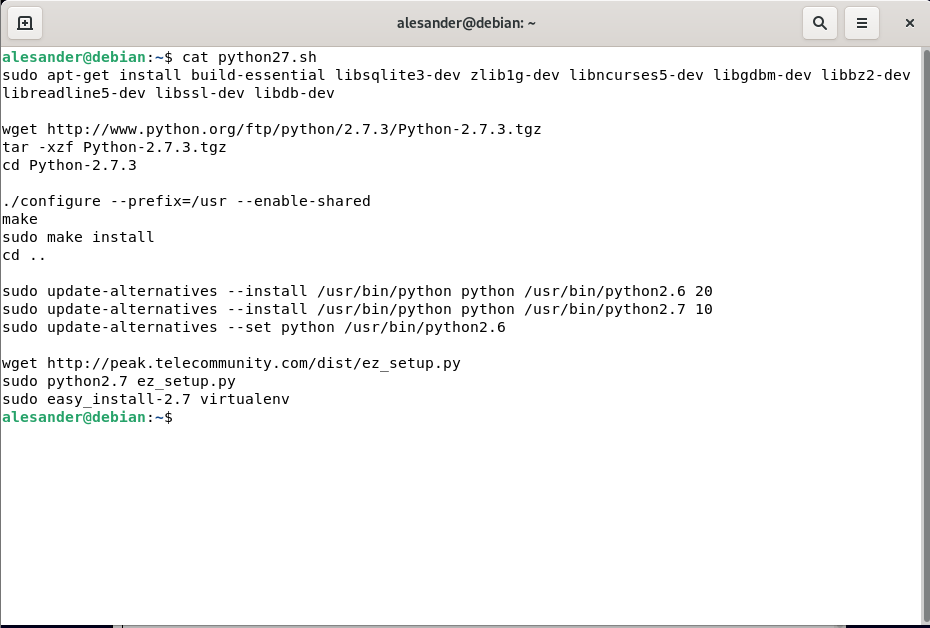 alesander@debian: ~
alesander@debian:~$ cat python27.sh
sudo apt-get install build-essential libsqlite3-dev zlib1g-dev libncurses5-dev libgdbm-dev libbz2-dev
libreadline5-dev libssl-dev libdb-dev
wget http://www.python.org/ftp/python/2.7.3/Python-2.7.3.tgz
tar -xzf Python-2.7.3.tgz
cd Python-2.7.3
./configure --prefix=/usr --enable-shared
make
sudo make install
cd ..
sudo update-alternatives --install /usr/bin/python python /usr/bin/python2.6 20
sudo update-alternatives --install /usr/bin/python python /usr/bin/python2.7 10
sudo update-alternatives --set python /usr/bin/python2.6
wget http://peak.telecommunity.com/dist/ez_setup.py
sudo python2.7 ez_setup.py
sudo easy_install-2.7 virtualenv
alesander@debian:~$